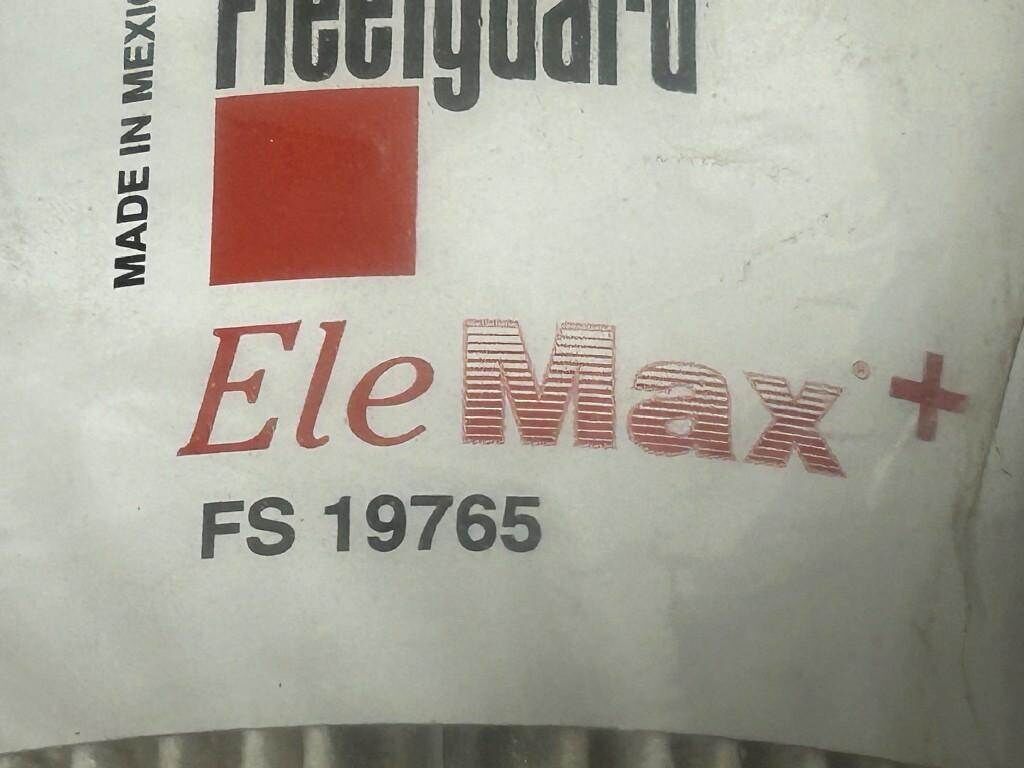 Fleetguard
MADE IN MEXICO
EleMax®+
FS 19765